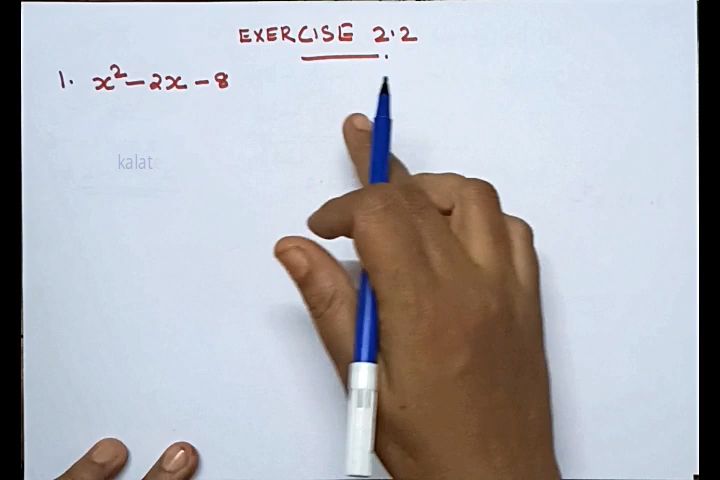 EXERCISE 2.2
1. x² - 2x - 8
kalat